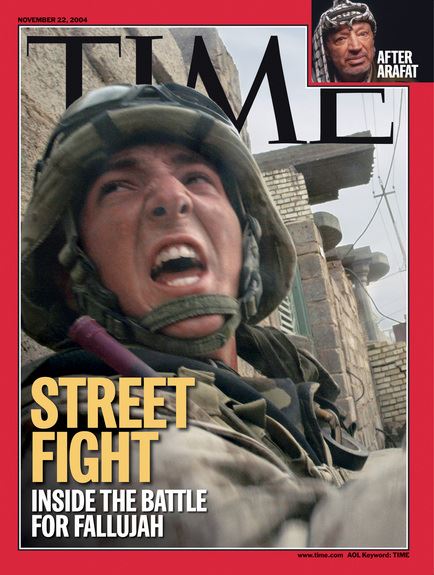 NOVEMBER 22, 2004
TIME
AFTER
ARAFAT
STREET
FIGHT
INSIDE THE BATTLE
FOR FALLUJAH
www.time.com AOL Keyword: TIME